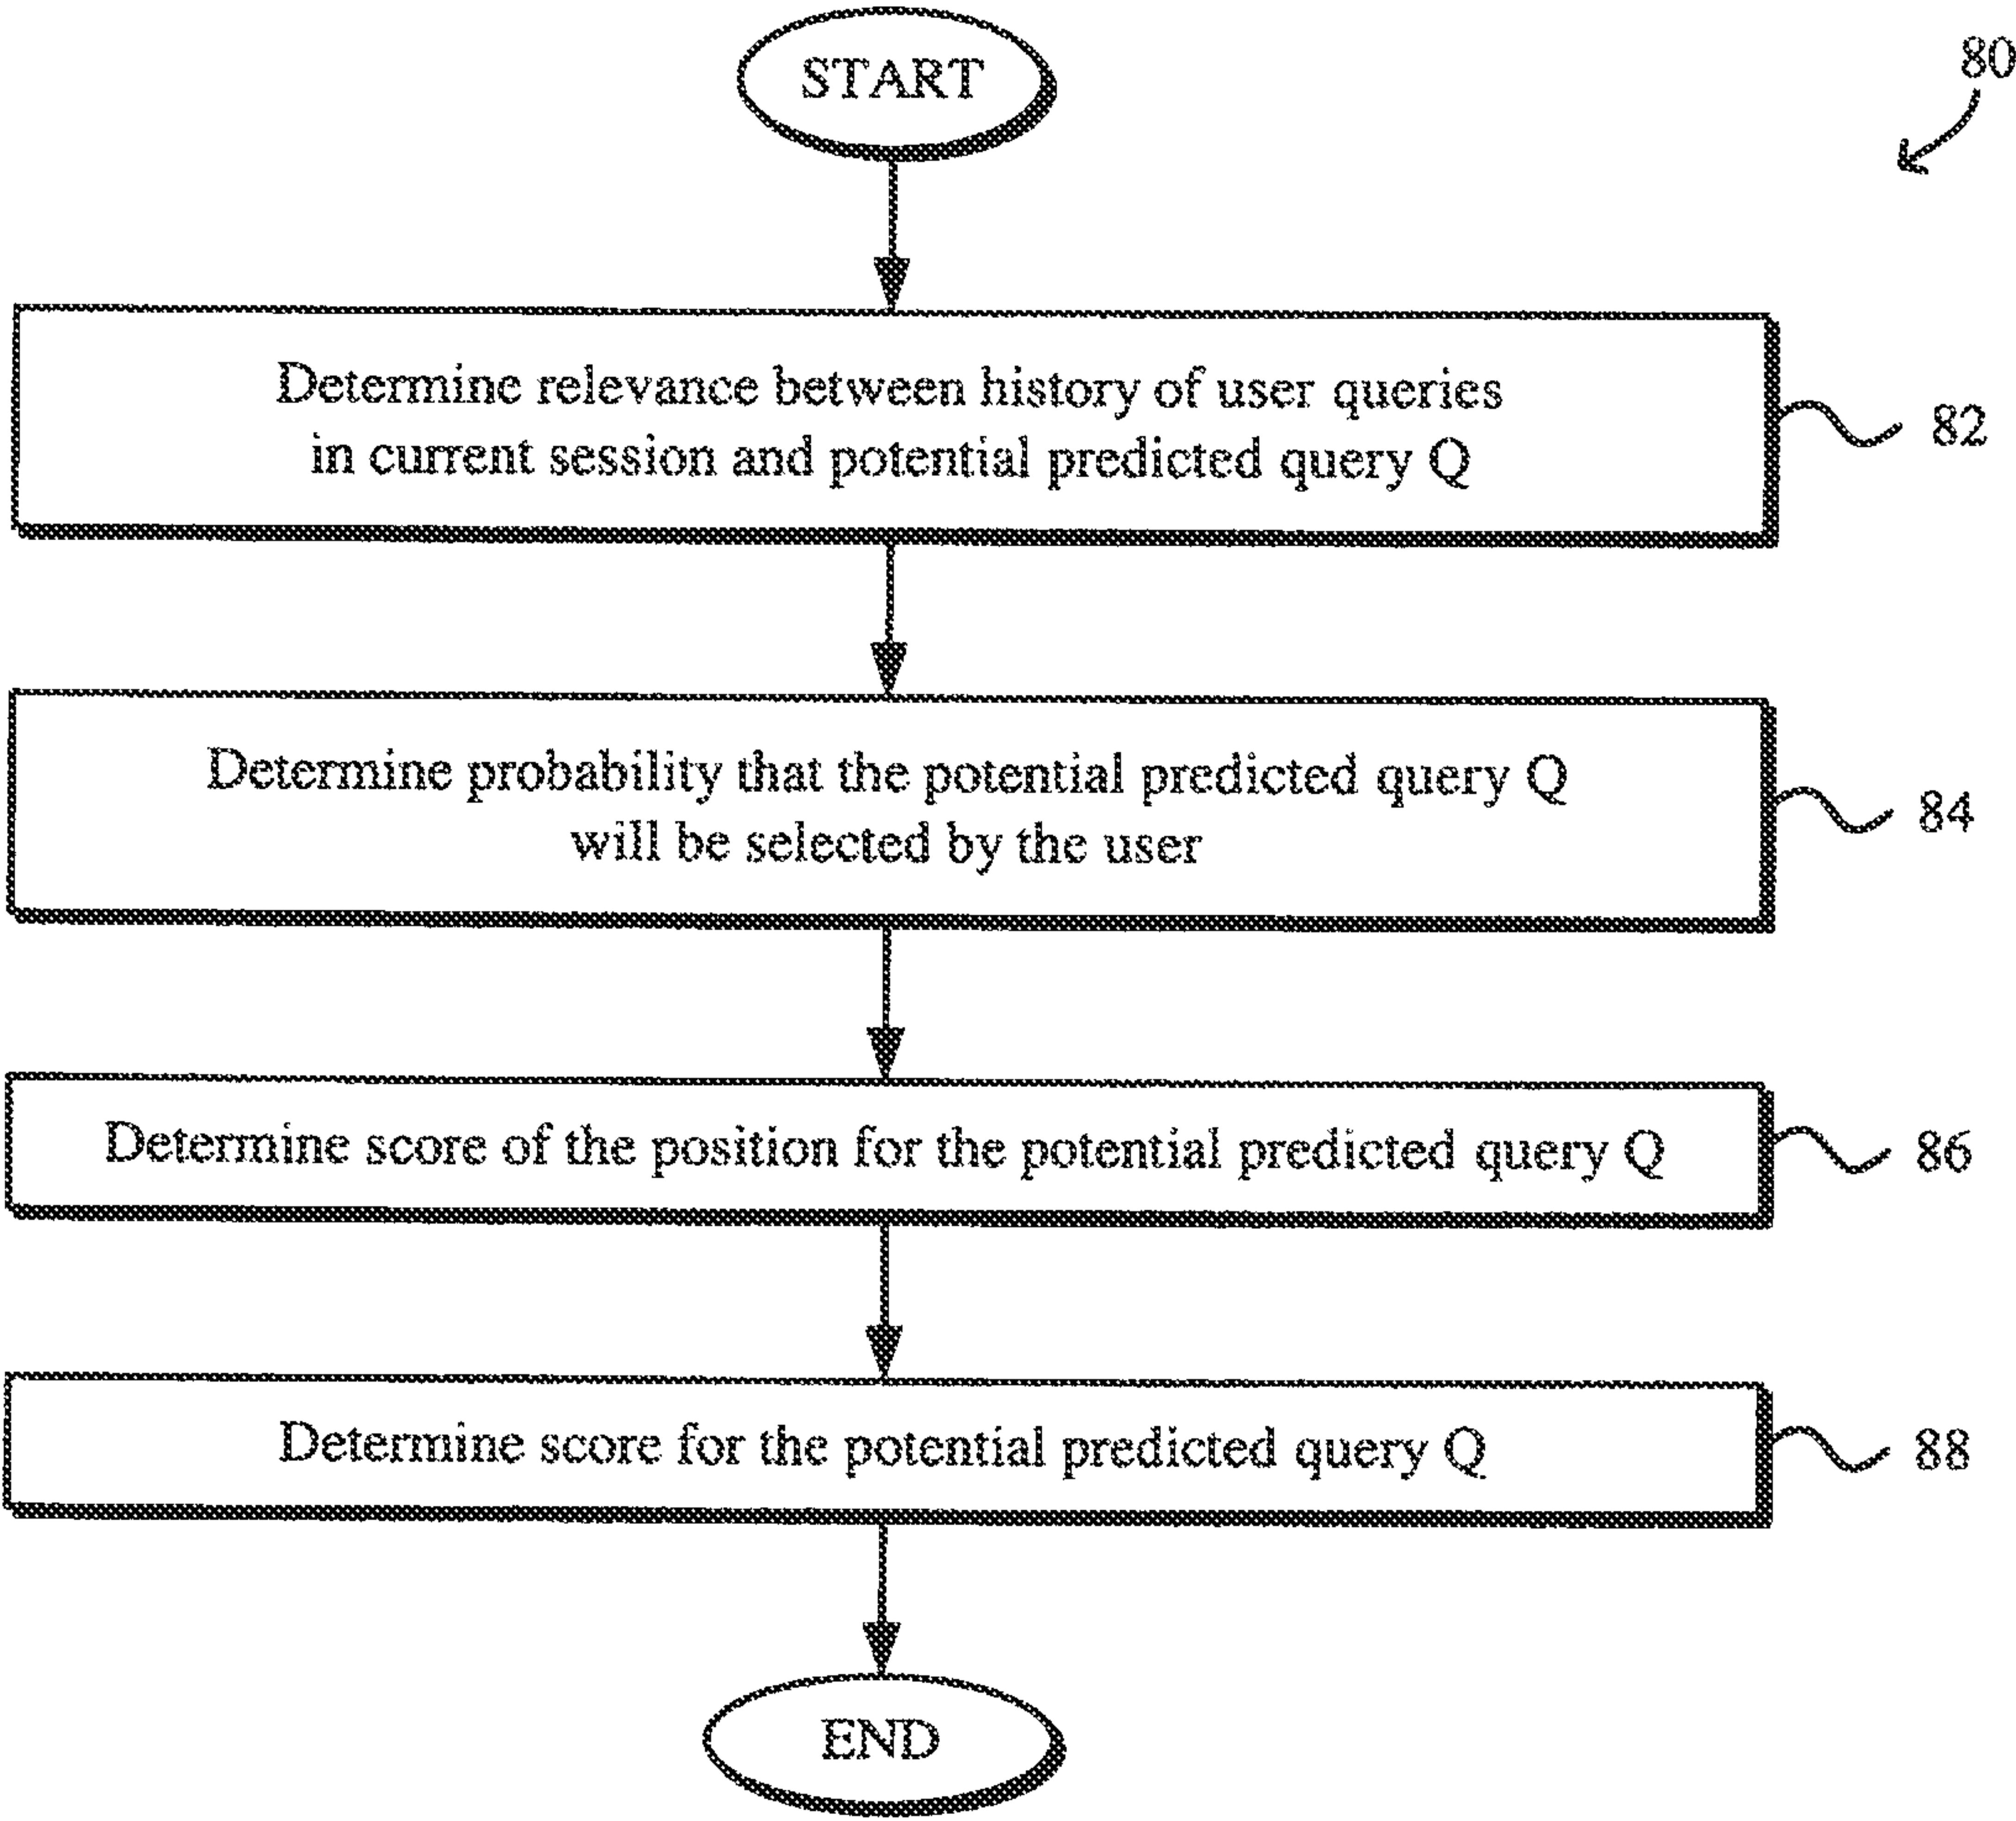 START
80
Determine relevance between history of user queries
in current session and potential predicted query Q
82
Determine probability that the potential predicted query Q
will be selected by the user
84
Determine score of the position for the potential predicted query Q
86
Determine score for the potential predicted query Q
88
END